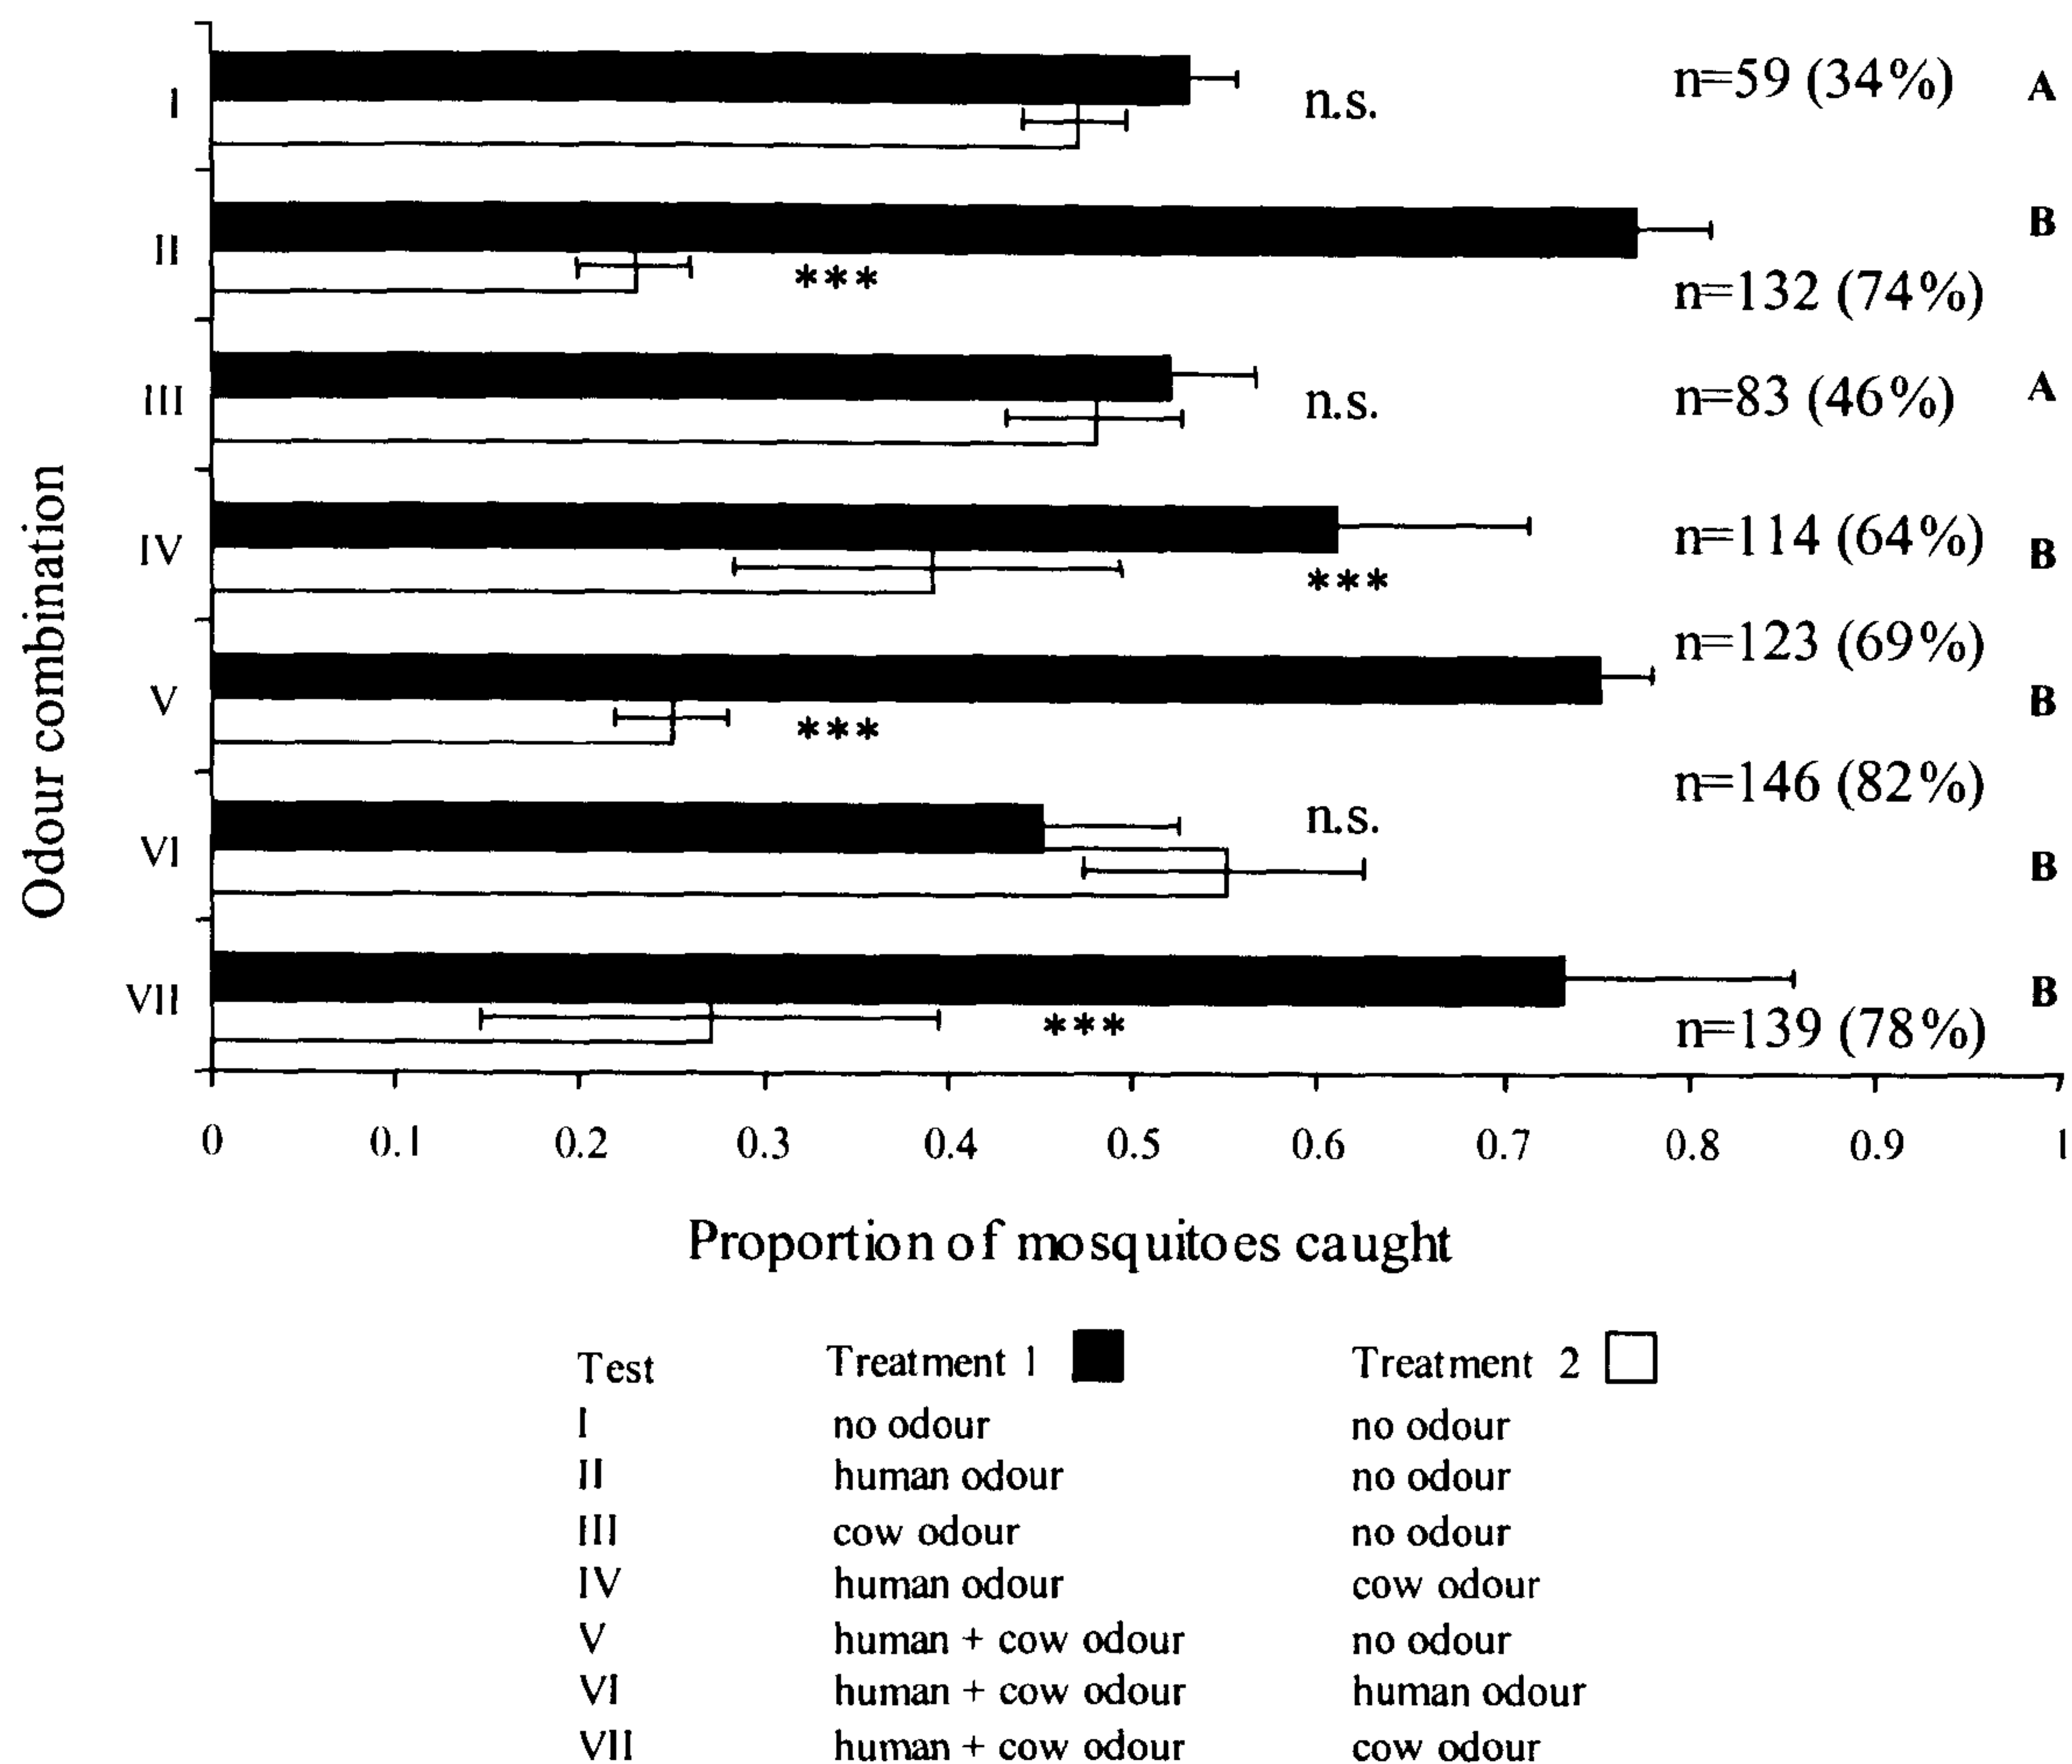 I n.s. n=59 (34%) A
II *** n=132 (74%) B
III n.s. n=83 (46%) A
IV *** n=114 (64%) B
V *** n=123 (69%) B
VI n.s. n=146 (82%) B
VII *** n=139 (78%) B
Odour combination
0 0.1 0.2 0.3 0.4 0.5 0.6 0.7 0.8 0.9 1
Proportion of mosquitoes caught
Test Treatment 1 Treatment 2
I no odour no odour
II human odour no odour
III cow odour no odour
IV human odour cow odour
V human + cow odour no odour
VI human + cow odour human odour
VII human + cow odour cow odour